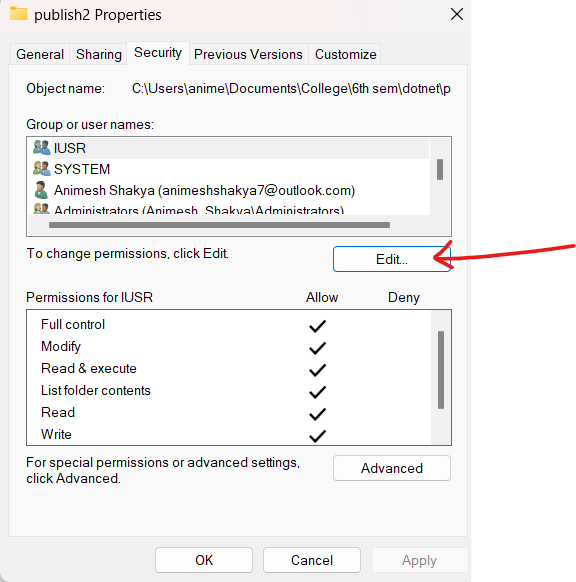 publish2 Properties
General Sharing Security Previous Versions Customize
Object name: C:\Users\anime\Documents\College\6th sem\dotnet\p
Group or user names:
IUSR
SYSTEM
Animesh Shakya (animeshshakya7@outlook.com)
Administrators (Animesh_Shakya\Administrators)
To change permissions, click Edit.
Edit...
Permissions for IUSR Allow Deny
Full control
Modify
Read & execute
List folder contents
Read
Write
For special permissions or advanced settings,
click Advanced.
Advanced
OK Cancel Apply